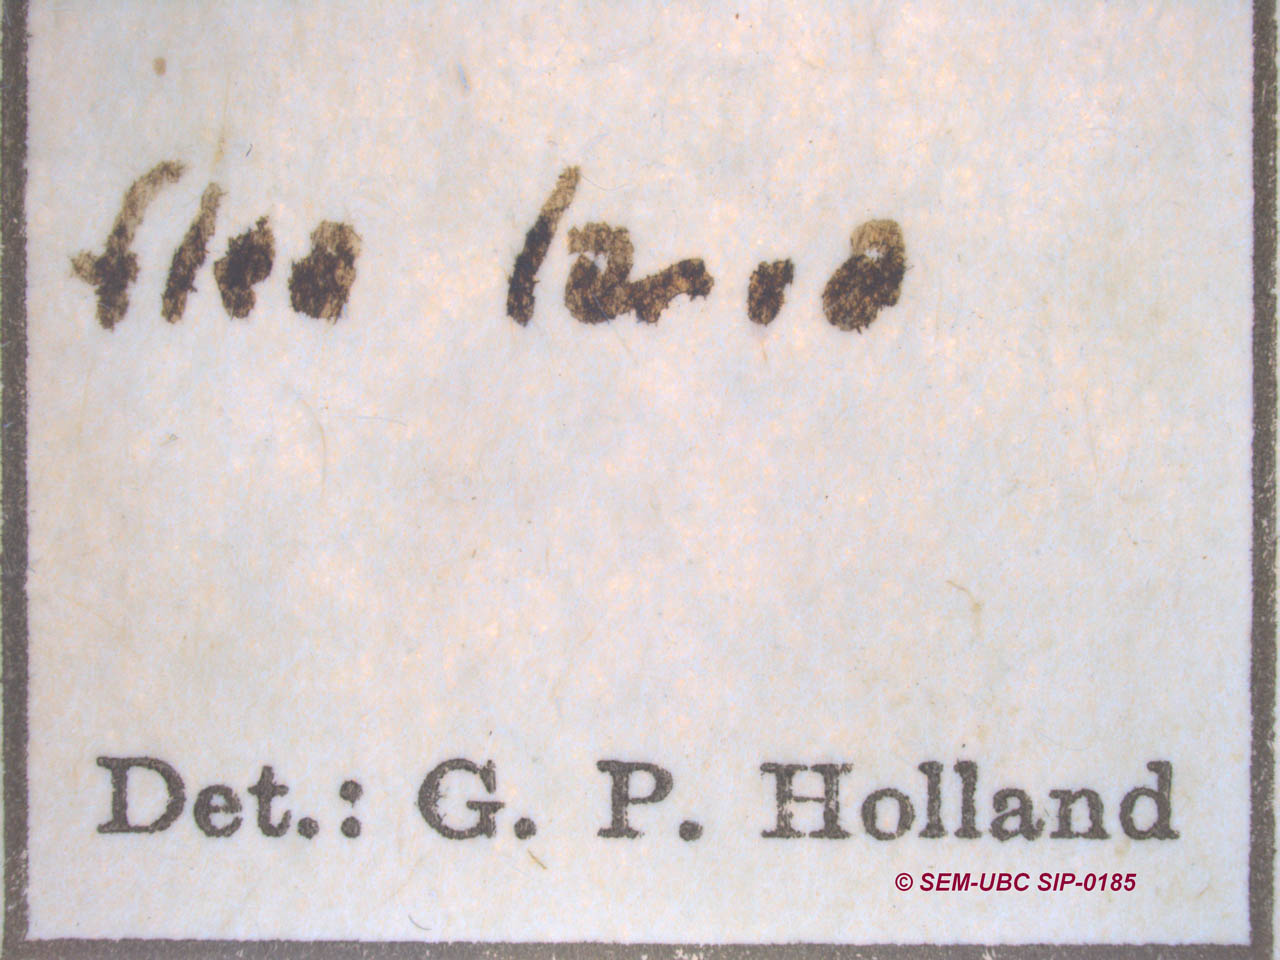 flea larva
Det.: G. P. Holland
© SEM-UBC SIP-0185